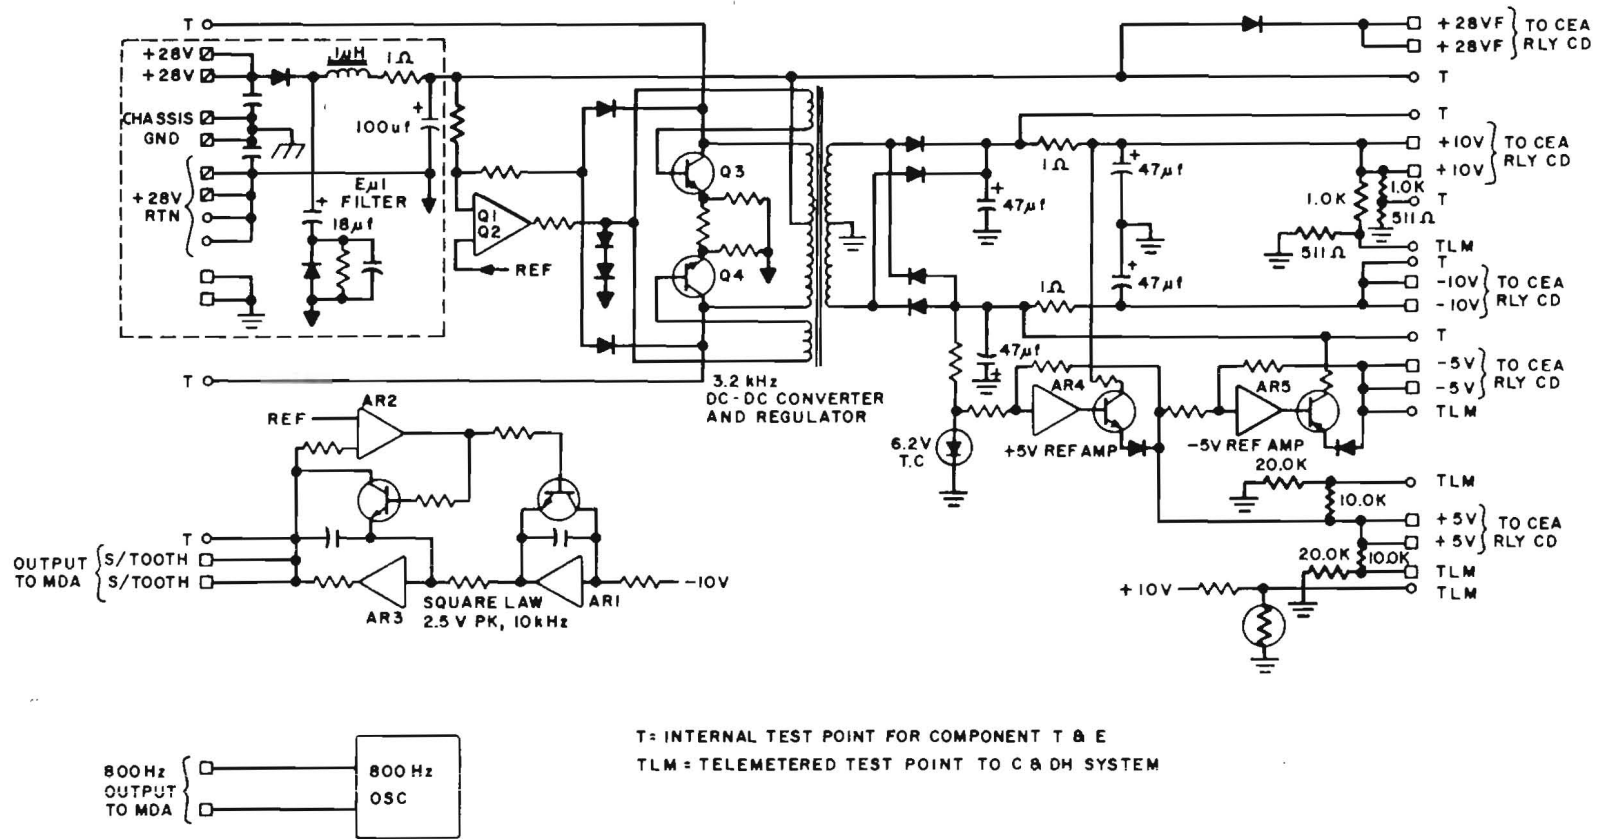 T
+28V
+28V
CHASSIS
GND
+28V
RTN
1μH
1Ω
100uf
EμI
FILTER
18μf
Q1
Q2
REF
Q3
Q4
T
3.2 kHz
DC-DC CONVERTER
AND REGULATOR
+28VF
+28VF
TO CEA
RLY CD
T
T
+10V
+10V
TO CEA
RLY CD
1Ω
47μf
47μf
1.0K
1.0K
T
511Ω
511Ω
TLM
T
47μf
1Ω
-10V
-10V
TO CEA
RLY CD
T
47μf
-5V
-5V
TO CEA
RLY CD
TLM
AR4
AR5
6.2V
T.C
+5V REF AMP
-5V REF AMP
20.0K
TLM
10.0K
+5V
+5V
TO CEA
RLY CD
20.0K
10.0K
TLM
TLM
+10V
AR2
REF
T
OUTPUT
TO MDA
S/TOOTH
S/TOOTH
AR3
SQUARE LAW
2.5 V PK, 10kHz
AR1
-10V
800Hz
OUTPUT
TO MDA
800 Hz
OSC
T= INTERNAL TEST POINT FOR COMPONENT T & E
TLM = TELEMETERED TEST POINT TO C & DH SYSTEM